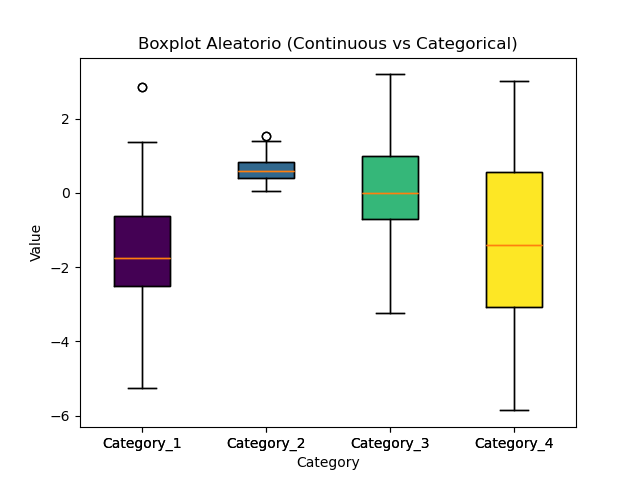 Boxplot Aleatorio (Continuous vs Categorical)
Value
2
0
−2
−4
−6
Category_1 Category_2 Category_3 Category_4
Category